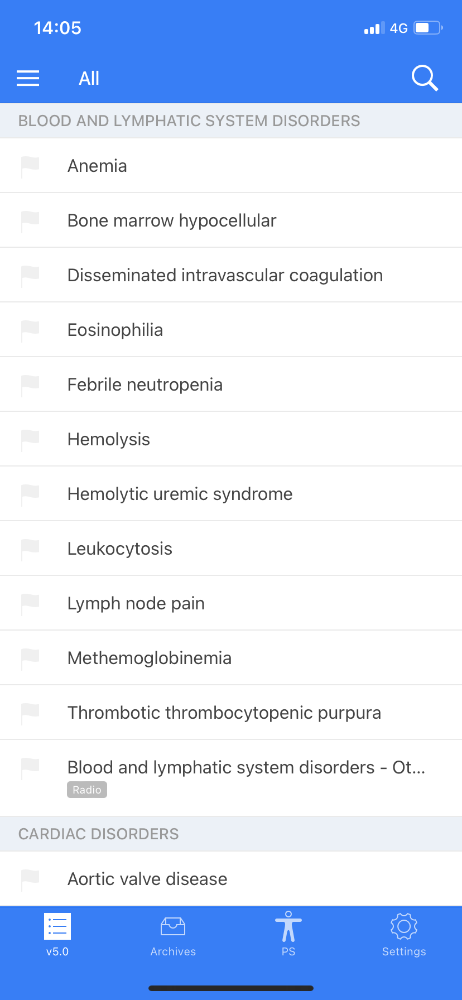 14:05
4G
All
BLOOD AND LYMPHATIC SYSTEM DISORDERS
Anemia
Bone marrow hypocellular
Disseminated intravascular coagulation
Eosinophilia
Febrile neutropenia
Hemolysis
Hemolytic uremic syndrome
Leukocytosis
Lymph node pain
Methemoglobinemia
Thrombotic thrombocytopenic purpura
Blood and lymphatic system disorders - Ot...
Radio
CARDIAC DISORDERS
Aortic valve disease
v5.0
Archives
PS
Settings